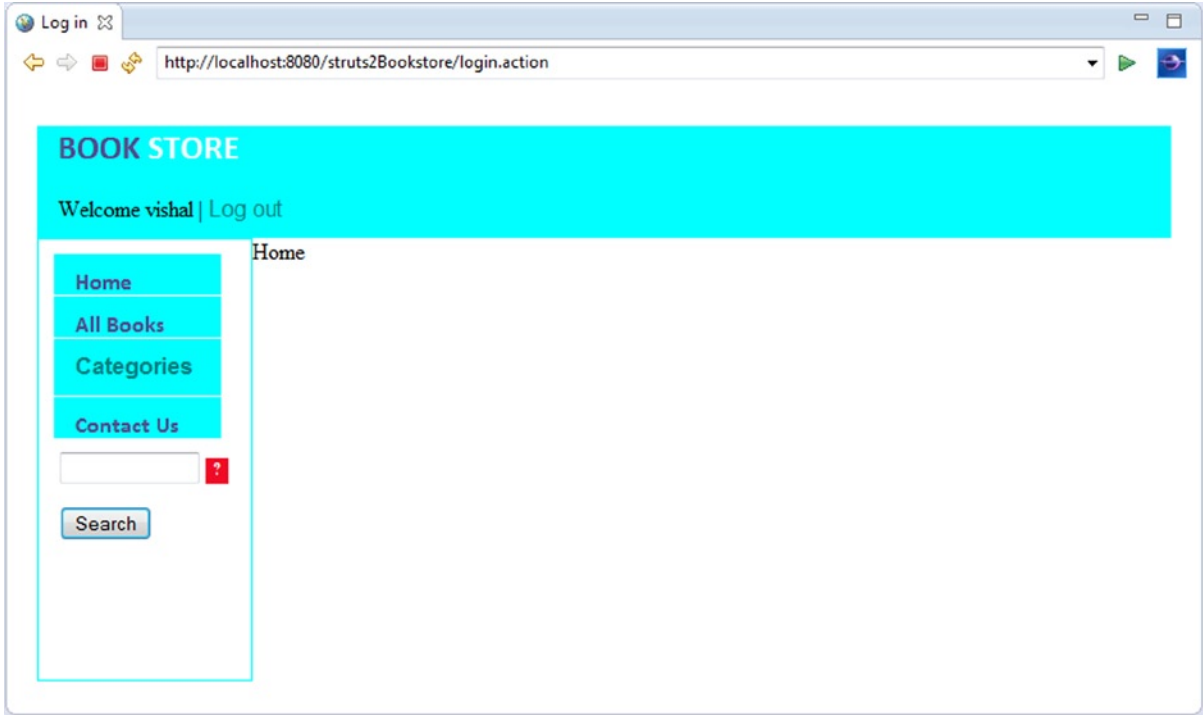 Log in
http://localhost:8080/struts2Bookstore/login.action
BOOK STORE
Welcome vishal | Log out
Home
Home
All Books
Categories
Contact Us
?
Search